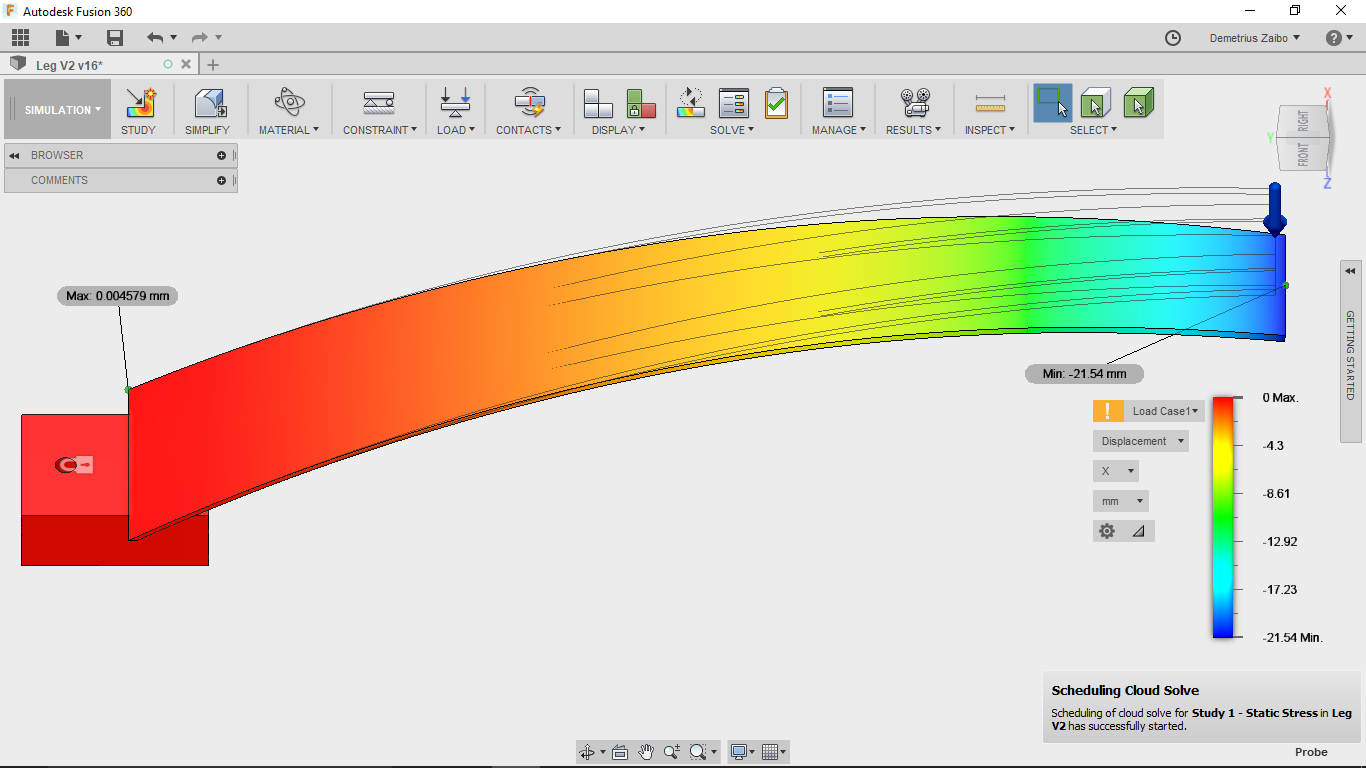 Autodesk Fusion 360
Demetrius Zaibo
Leg V2 v16*
SIMULATION
STUDY
SIMPLIFY
MATERIAL
CONSTRAINT
LOAD
CONTACTS
DISPLAY
SOLVE
MANAGE
RESULTS
INSPECT
SELECT
BROWSER
COMMENTS
X
Y
RIGHT
FRONT
Z
Max: 0.004579 mm
GETTING STARTED
Min: -21.54 mm
Load Case1
Displacement
X
mm
0 Max.
-4.3
-8.61
-12.92
-17.23
-21.54 Min.
Scheduling Cloud Solve
Scheduling of cloud solve for Study 1 - Static Stress in Leg
V2 has successfully started.
Probe